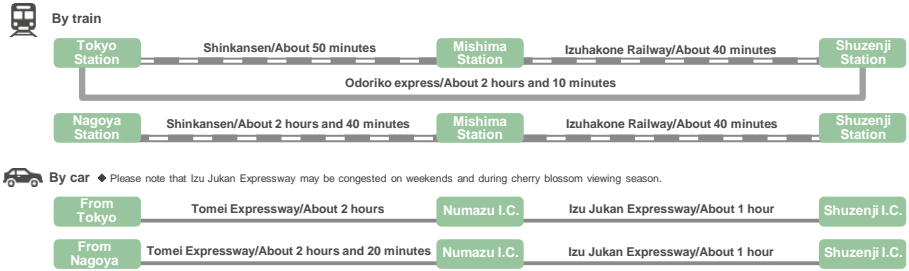 By train
Tokyo Station
Shinkansen/About 50 minutes
Mishima Station
Izuhakone Railway/About 40 minutes
Shuzenji Station
Odoriko express/About 2 hours and 10 minutes
Nagoya Station
Shinkansen/About 2 hours and 40 minutes
Mishima Station
Izuhakone Railway/About 40 minutes
Shuzenji Station
By car ◆ Please note that Izu Jukan Expressway may be congested on weekends and during cherry blossom viewing season.
From Tokyo
Tomei Expressway/About 2 hours
Numazu I.C.
Izu Jukan Expressway/About 1 hour
Shuzenji I.C.
From Nagoya
Tomei Expressway/About 2 hours and 20 minutes
Numazu I.C.
Izu Jukan Expressway/About 1 hour
Shuzenji I.C.